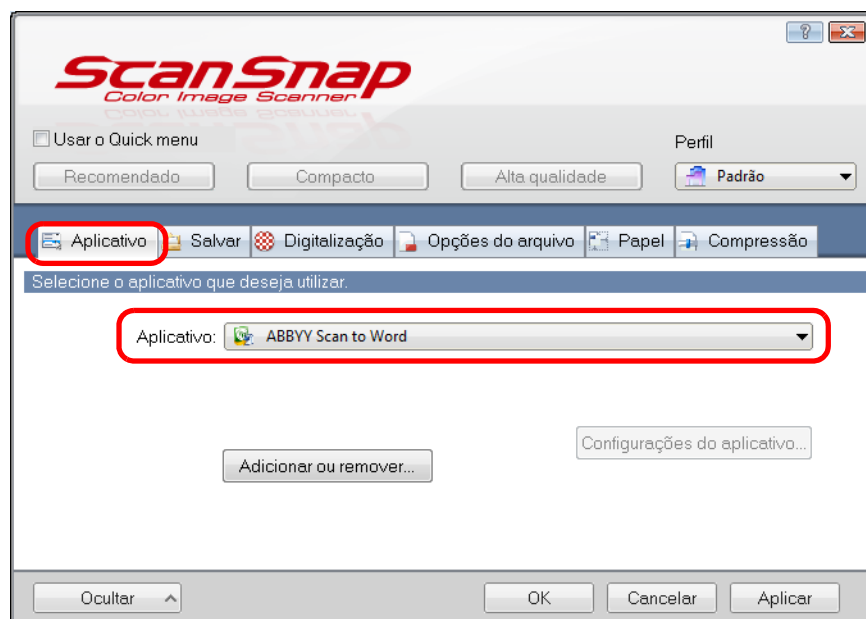 ScanSnap
Color Image Scanner
Usar o Quick menu
Perfil
Recomendado
Compacto
Alta qualidade
Padrão
Aplicativo
Salvar
Digitalização
Opções do arquivo
Papel
Compressão
Selecione o aplicativo que deseja utilizar.
Aplicativo: ABBYY Scan to Word
Configurações do aplicativo...
Adicionar ou remover...
Ocultar
OK
Cancelar
Aplicar